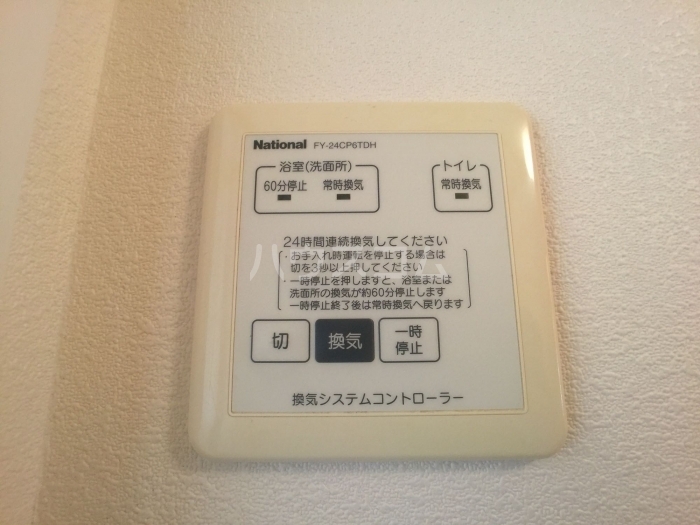 National FY-24CP6TDH
浴室(洗面所)
トイレ
60分停止 常時換気
常時換気
24時間連続換気してください
・お手入れ時運転を停止する場合は
切を3秒以上押してください
・一時停止を押しますと、浴室または
洗面所の換気が約60分停止します
一時停止終了後は常時換気へ戻ります
切
換気
一時
停止
換気システムコントローラー